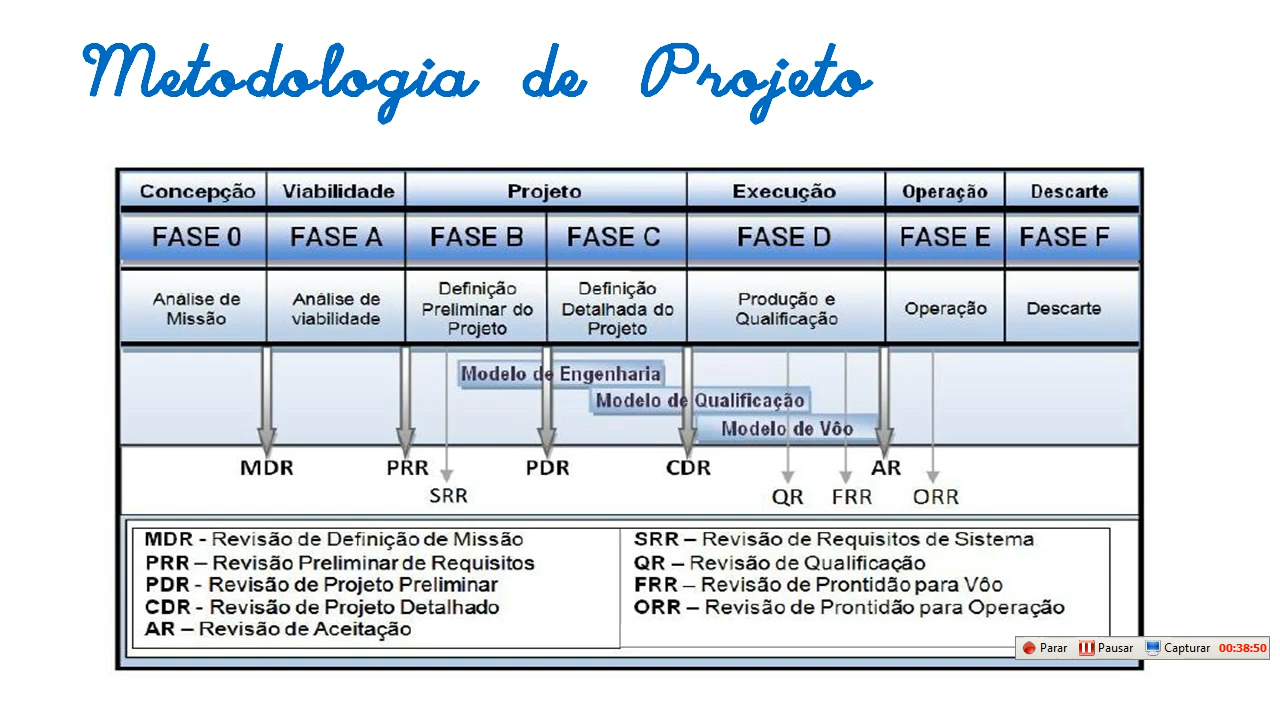 Metodologia de Projeto
Concepção Viabilidade Projeto Execução Operação Descarte
FASE 0 FASE A FASE B FASE C FASE D FASE E FASE F
Análise de Missão
Análise de viabilidade
Definição Preliminar do Projeto
Definição Detalhada do Projeto
Produção e Qualificação
Operação
Descarte
Modelo de Engenharia
Modelo de Qualificação
Modelo de Vôo
MDR PRR PDR CDR AR
SRR QR FRR ORR
MDR - Revisão de Definição de Missão
PRR – Revisão Preliminar de Requisitos
PDR - Revisão de Projeto Preliminar
CDR - Revisão de Projeto Detalhado
AR – Revisão de Aceitação
SRR – Revisão de Requisitos de Sistema
QR – Revisão de Qualificação
FRR – Revisão de Prontidão para Vôo
ORR – Revisão de Prontidão para Operação
Parar Pausar Capturar 00:38:50